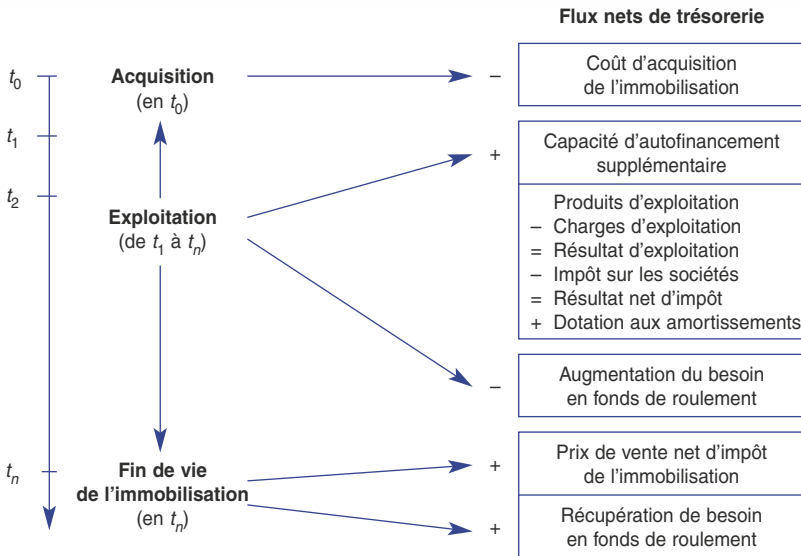 Flux nets de trésorerie
t0
Acquisition
(en t0)
–
Coût d'acquisition
de l'immobilisation
t1
+
Capacité d'autofinancement
supplémentaire
t2
Exploitation
(de t1 à tn)
Produits d'exploitation
– Charges d'exploitation
= Résultat d'exploitation
– Impôt sur les sociétés
= Résultat net d'impôt
+ Dotation aux amortissements
–
Augmentation du besoin
en fonds de roulement
tn
Fin de vie
de l'immobilisation
(en tn)
+
Prix de vente net d'impôt
de l'immobilisation
+
Récupération de besoin
en fonds de roulement